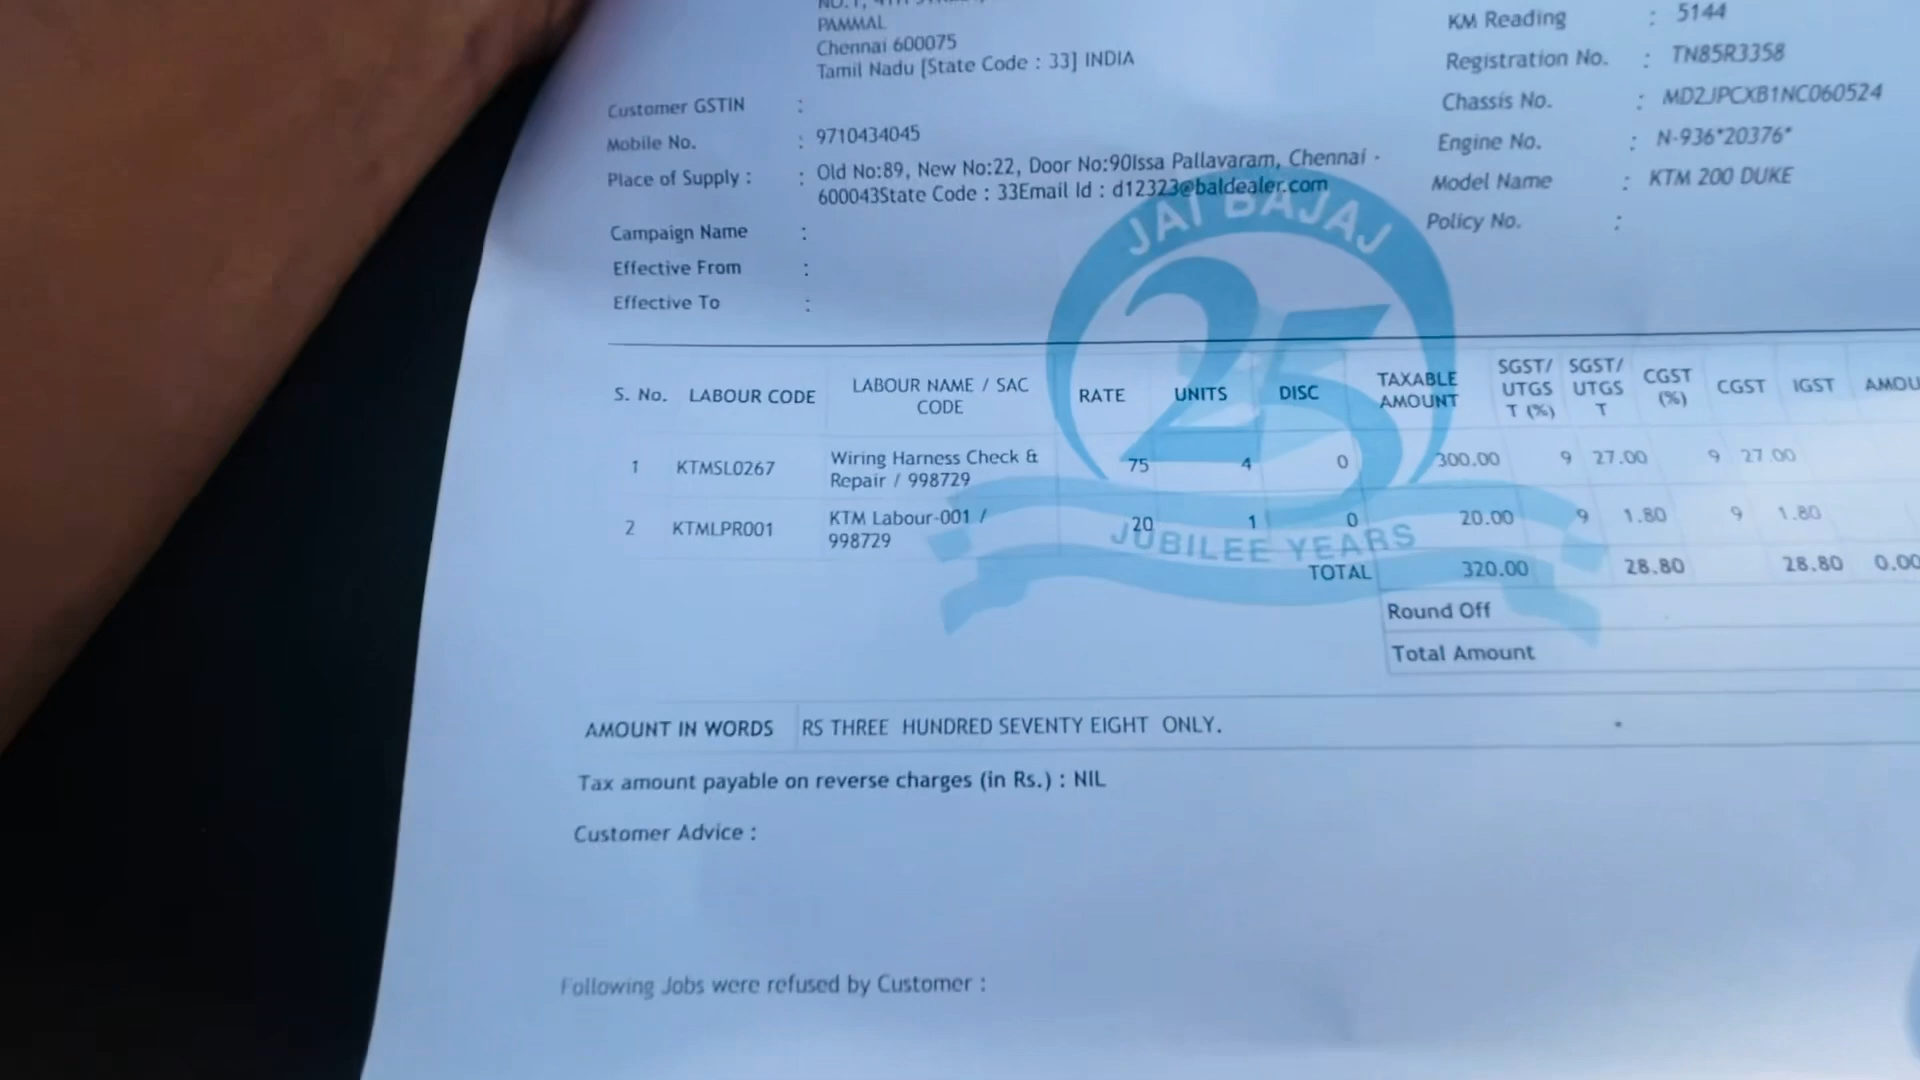 PAMMAL
Chennai 600075
Tamil Nadu [State Code : 33] INDIA
Customer GSTIN :
Mobile No. : 9710434045
Place of Supply : : Old No:89, New No:22, Door No:90Issa Pallavaram, Chennai -
600043State Code : 33Email Id : d12323@baldealer.com
Campaign Name :
Effective From :
Effective To :
KM Reading : 5144
Registration No. : TN85R3358
Chassis No. : MD2JPCXB1NC060524
Engine No. : N-936*20376*
Model Name : KTM 200 DUKE
Policy No. :
JAI BAJAJ
25
JUBILEE YEARS
S. No. LABOUR CODE LABOUR NAME / SAC CODE RATE UNITS DISC TAXABLE AMOUNT SGST/ UTGS T (%) SGST/ UTGS T CGST (%) CGST IGST AMOU
1 KTMSL0267 Wiring Harness Check & Repair / 998729 75 4 0 300.00 9 27.00 9 27.00
2 KTMLPR001 KTM Labour-001 / 998729 20 1 0 20.00 9 1.80 9 1.80
TOTAL 320.00 28.80 28.80 0.00
Round Off
Total Amount
AMOUNT IN WORDS RS THREE HUNDRED SEVENTY EIGHT ONLY.
Tax amount payable on reverse charges (in Rs.) : NIL
Customer Advice :
Following Jobs were refused by Customer :